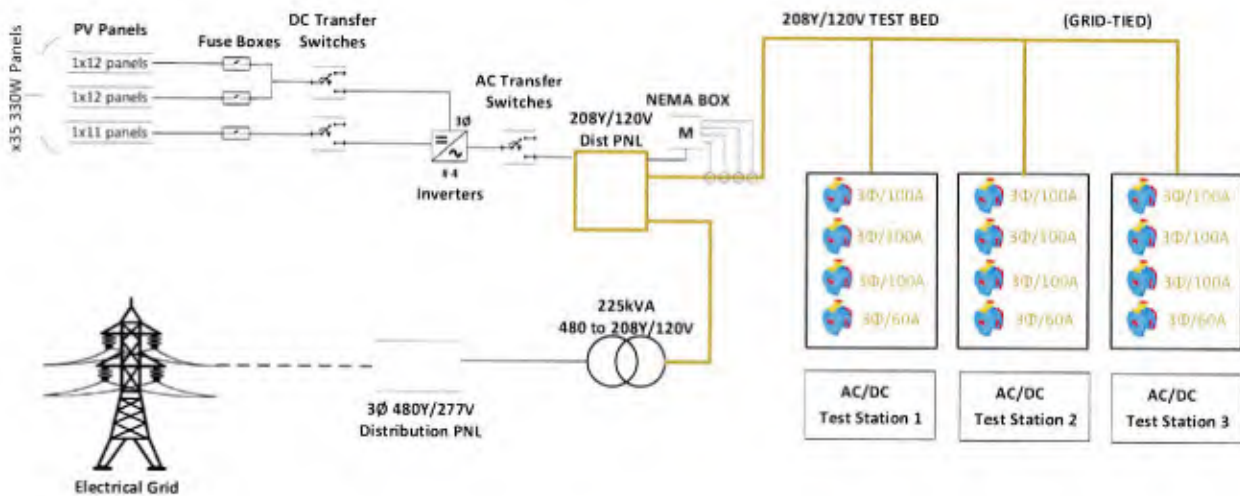 x35 330W Panels
PV Panels
1x12 panels
1x12 panels
1x11 panels
Fuse Boxes
DC Transfer
Switches
3Ø
Inverters
AC Transfer
Switches
208Y/120V
Dist PNL
NEMA BOX
M
208Y/120V TEST BED
(GRID-TIED)
3Φ/100A
3Φ/100A
3Φ/100A
3Φ/60A
3Φ/100A
3Φ/100A
3Φ/100A
3Φ/60A
3Φ/100A
3Φ/100A
3Φ/100A
3Φ/60A
AC/DC
Test Station 1
AC/DC
Test Station 2
AC/DC
Test Station 3
225kVA
480 to 208Y/120V
3Ø 480Y/277V
Distribution PNL
Electrical Grid